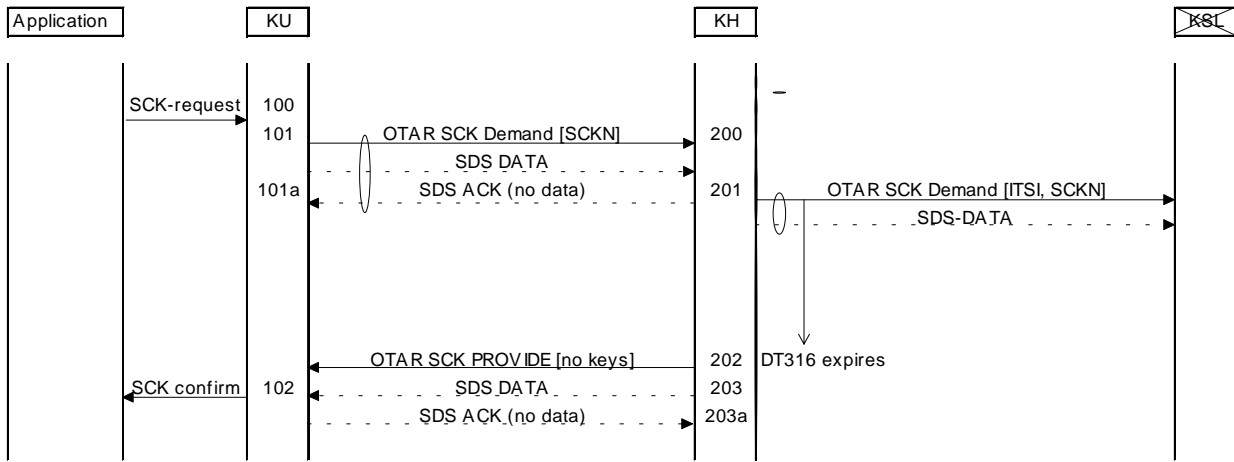 Application KU KH KSL
SCK-request 100
101 OTAR SCK Demand [SCKN] 200
SDS DATA
101a SDS ACK (no data) 201 OTAR SCK Demand [ITSI, SCKN]
SDS-DATA
OTAR SCK PROVIDE [no keys] 202 DT316 expires
SCK confirm 102 SDS DATA 203
SDS ACK (no data) 203a